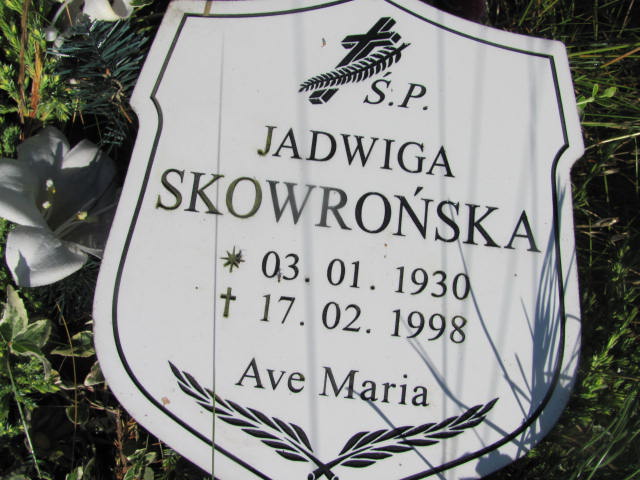 Ś.P.
JADWIGA
SKOWROŃSKA
* 03. 01. 1930
† 17. 02. 1998
Ave Maria